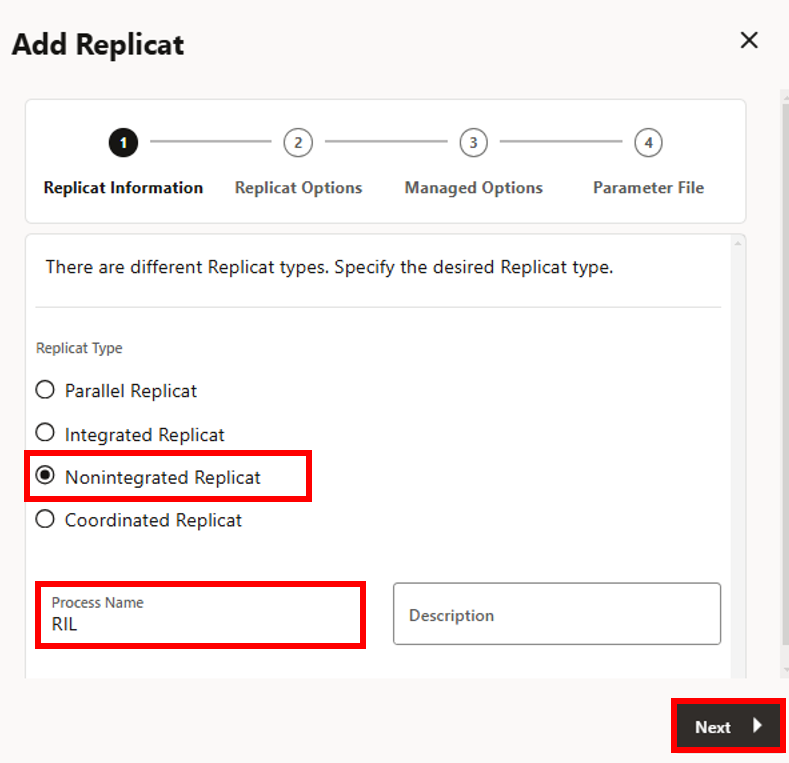 Add Replicat
1
2
3
4
Replicat Information
Replicat Options
Managed Options
Parameter File
There are different Replicat types. Specify the desired Replicat type.
Replicat Type
Parallel Replicat
Integrated Replicat
Nonintegrated Replicat
Coordinated Replicat
Process Name
RIL
Description
Next